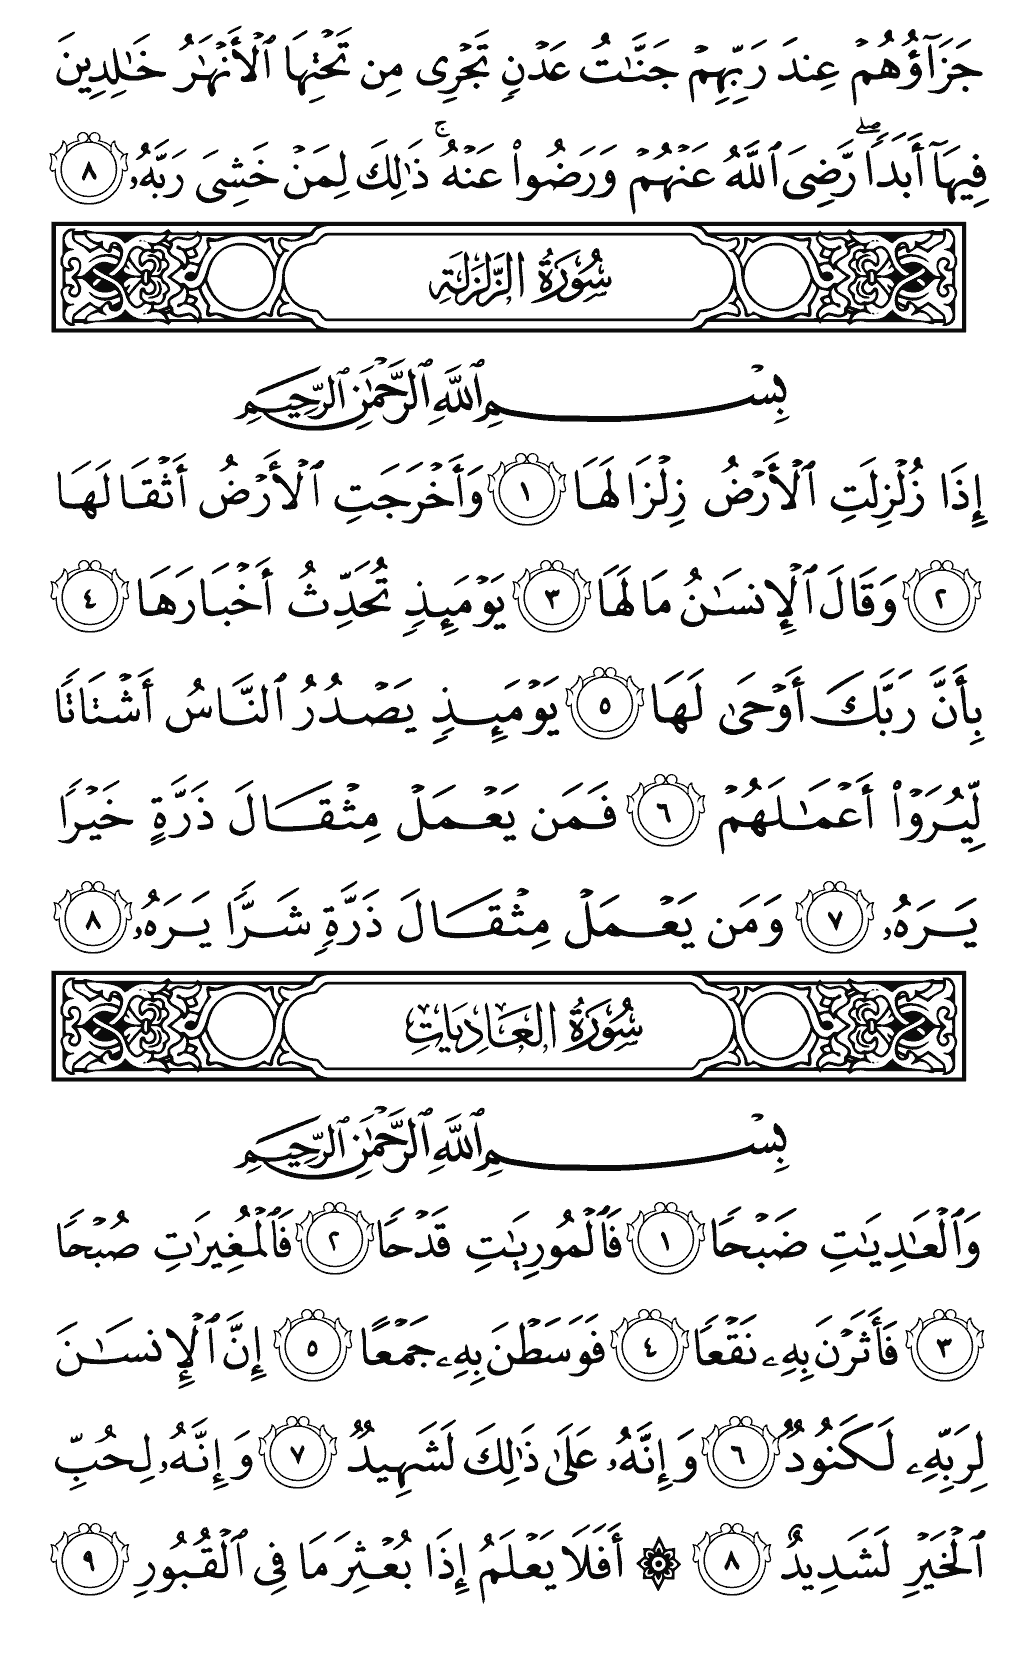 جَزَآؤُهُمۡ عِندَ رَبِّهِمۡ جَنَّـٰتُ عَدۡنٖ تَجۡرِي مِن تَحۡتِهَا ٱلۡأَنۡهَـٰرُ خَـٰلِدِينَ
فِيهَآ أَبَدٗاۖ رَّضِيَ ٱللَّهُ عَنۡهُمۡ وَرَضُواْ عَنۡهُۚ ذَٰلِكَ لِمَنۡ خَشِيَ رَبَّهُۥ ٨
سُورَةُ الزَّلْزَلَةِ
بِسۡمِ ٱللَّهِ ٱلرَّحۡمَـٰنِ ٱلرَّحِيمِ
إِذَا زُلۡزِلَتِ ٱلۡأَرۡضُ زِلۡزَالَهَا ١ وَأَخۡرَجَتِ ٱلۡأَرۡضُ أَثۡقَالَهَا
٢ وَقَالَ ٱلۡإِنسَـٰنُ مَا لَهَا ٣ يَوۡمَئِذٖ تُحَدِّثُ أَخۡبَارَهَا ٤
بِأَنَّ رَبَّكَ أَوۡحَىٰ لَهَا ٥ يَوۡمَئِذٖ يَصۡدُرُ ٱلنَّاسُ أَشۡتَاتٗا
لِّيُرَوۡاْ أَعۡمَـٰلَهُمۡ ٦ فَمَن يَعۡمَلۡ مِثۡقَالَ ذَرَّةٍ خَيۡرٗا
يَرَهُۥ ٧ وَمَن يَعۡمَلۡ مِثۡقَالَ ذَرَّةٖ شَرّٗا يَرَهُۥ ٨
سُورَةُ العَادِيَاتِ
بِسۡمِ ٱللَّهِ ٱلرَّحۡمَـٰنِ ٱلرَّحِيمِ
وَٱلۡعَـٰدِيَـٰتِ ضَبۡحٗا ١ فَٱلۡمُورِيَـٰتِ قَدۡحٗا ٢ فَٱلۡمُغِيرَٰتِ صُبۡحٗا
٣ فَأَثَرۡنَ بِهِۦ نَقۡعٗا ٤ فَوَسَطۡنَ بِهِۦ جَمۡعًا ٥ إِنَّ ٱلۡإِنسَـٰنَ
لِرَبِّهِۦ لَكَنُودٞ ٦ وَإِنَّهُۥ عَلَىٰ ذَٰلِكَ لَشَهِيدٞ ٧ وَإِنَّهُۥ لِحُبِّ
ٱلۡخَيۡرِ لَشَدِيدٌ ٨ ۞ أَفَلَا يَعۡلَمُ إِذَا بُعۡثِرَ مَا فِي ٱلۡقُبُورِ ٩